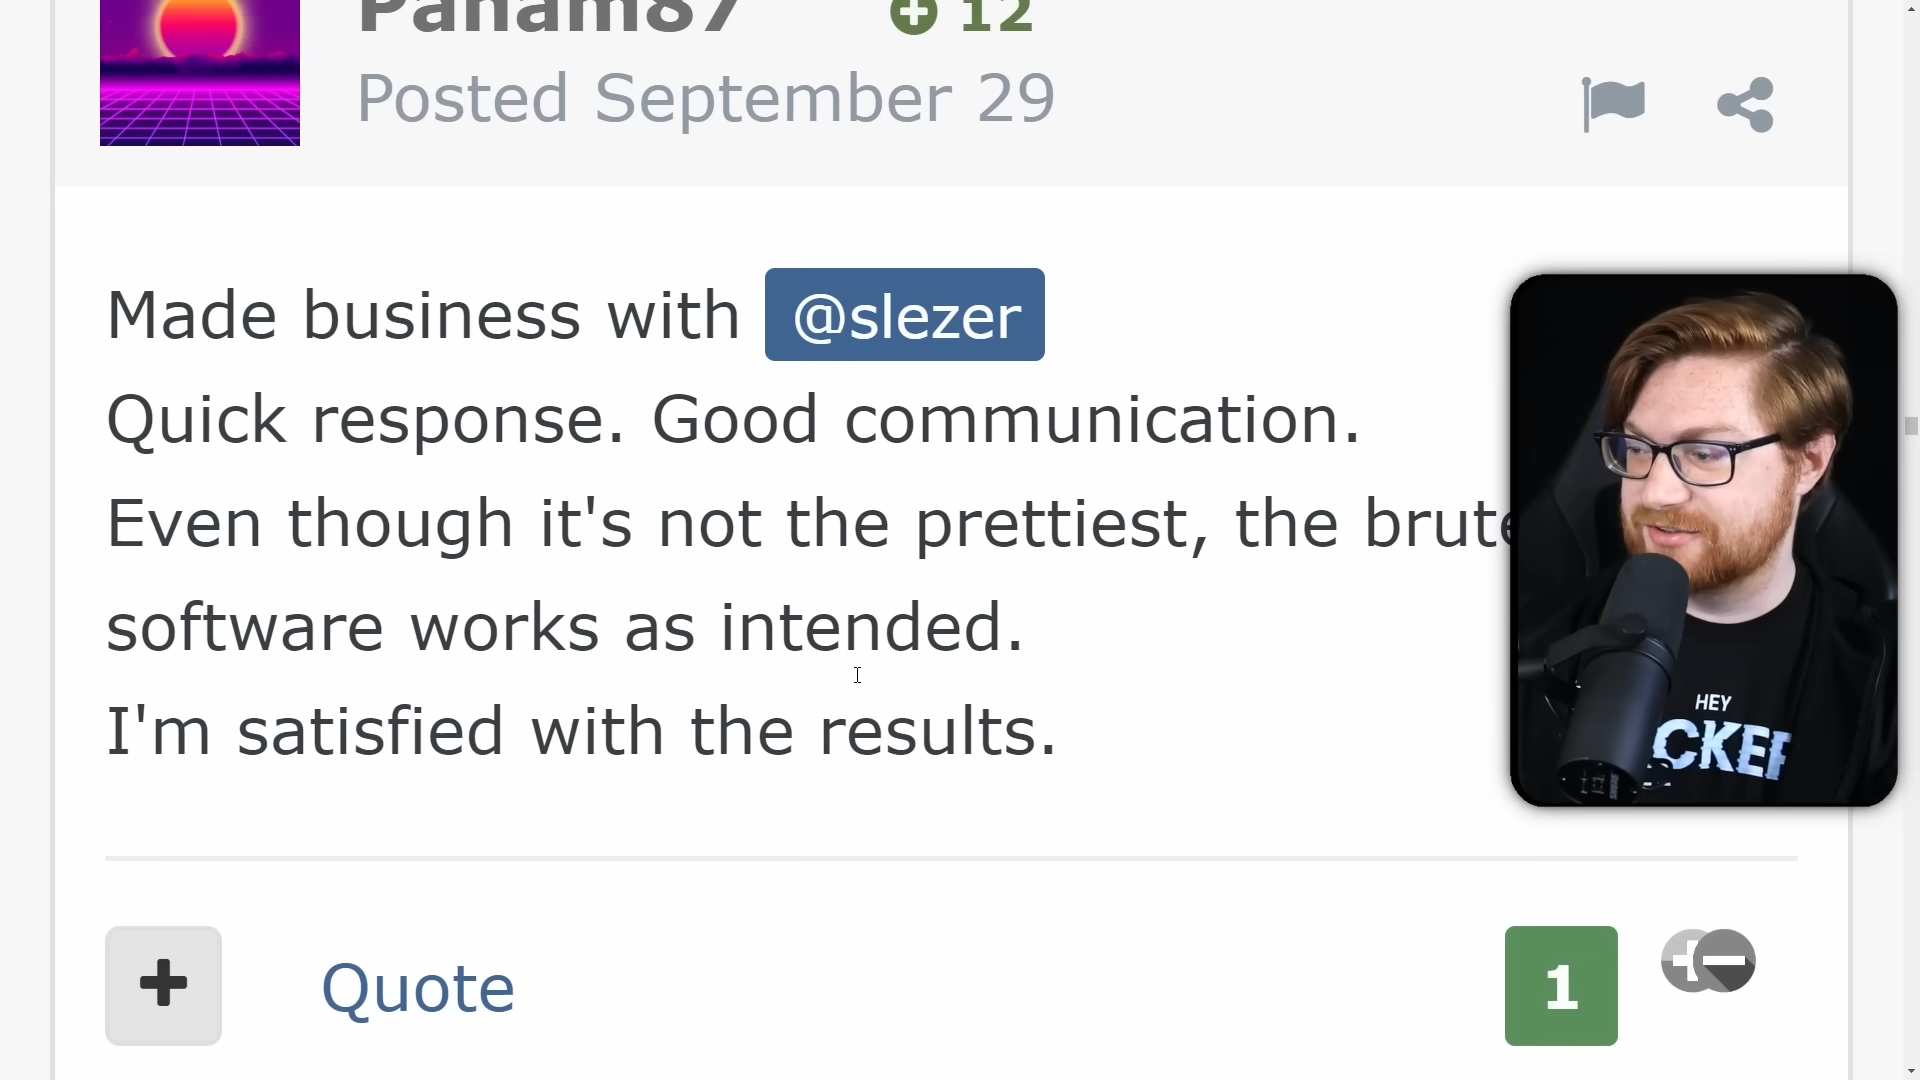 Panam87 12
Posted September 29
Made business with @slezer
Quick response. Good communication.
Even though it's not the prettiest, the brute
software works as intended.
I'm satisfied with the results.
Quote
1
HEY